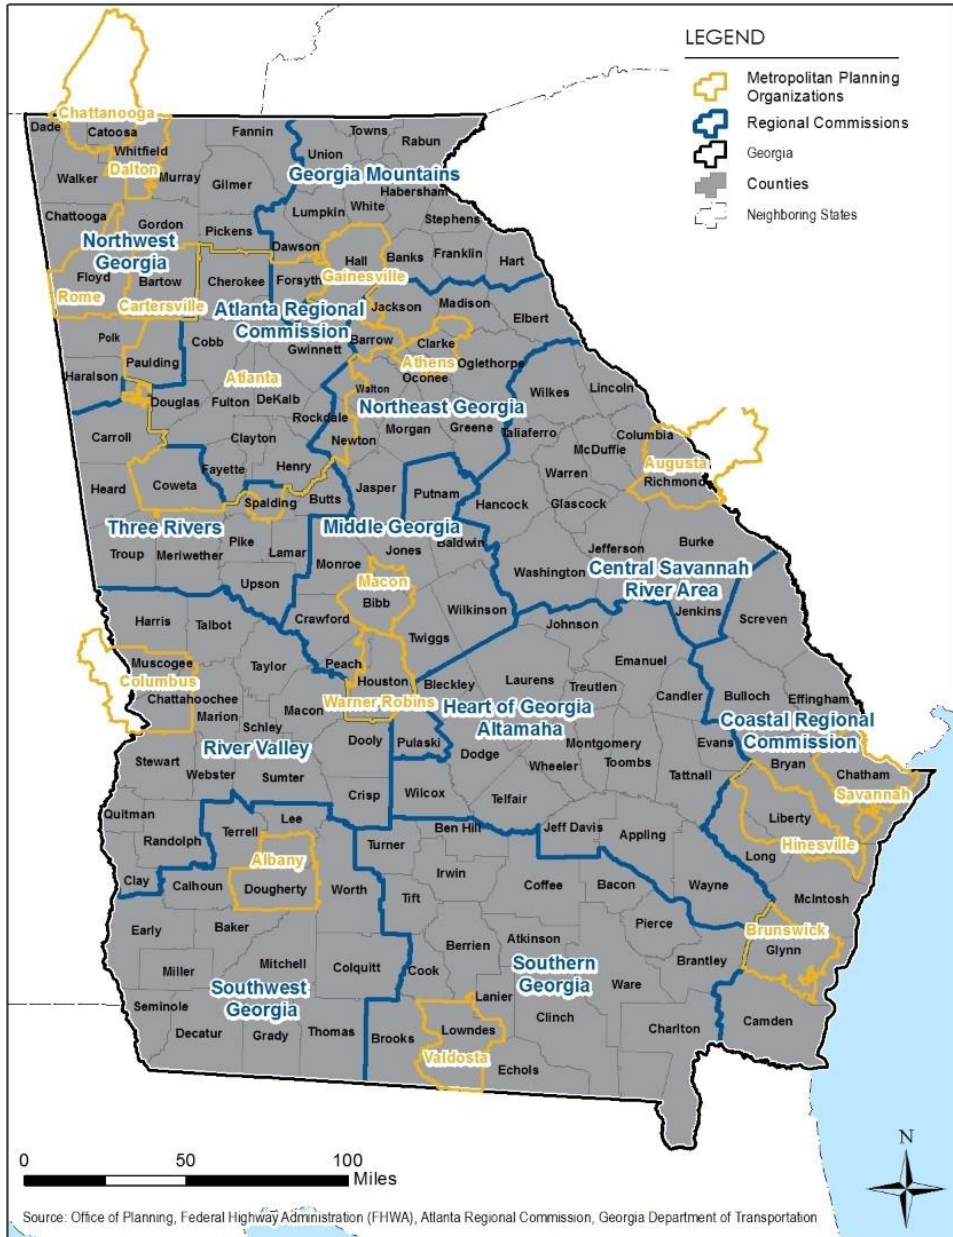 LEGEND
Metropolitan Planning
Organizations
Regional Commissions
Georgia
Counties
Neighboring States
Chattanooga
Dade
Catoosa
Fannin
Towns
Rabun
Union
Whitfield
Dalton
Murray
Walker
Gilmer
Georgia Mountains
Habersham
White
Lumpkin
Stephens
Chattooga
Gordon
Pickens
Dawson
Northwest
Georgia
Hall
Banks
Franklin
Hart
Floyd
Bartow
Cherokee
Forsyth
Gainesville
Rome
Cartersville
Atlanta Regional
Commission
Jackson
Madison
Elbert
Polk
Cobb
Gwinnett
Barrow
Clarke
Athens
Oglethorpe
Paulding
Haralson
Atlanta
Oconee
Walton
Wilkes
Lincoln
Douglas
Fulton
DeKalb
Rockdale
Northeast Georgia
Carroll
Clayton
Newton
Morgan
Greene
Taliaferro
Columbia
McDuffie
Augusta
Richmond
Fayette
Henry
Warren
Heard
Coweta
Spalding
Butts
Jasper
Putnam
Hancock
Glascock
Three Rivers
Middle Georgia
Troup
Meriwether
Pike
Lamar
Jones
Baldwin
Jefferson
Burke
Monroe
Macon
Washington
Central Savannah
River Area
Upson
Bibb
Wilkinson
Jenkins
Screven
Harris
Talbot
Crawford
Twiggs
Johnson
Muscogee
Columbus
Taylor
Peach
Houston
Bleckley
Laurens
Treutlen
Emanuel
Candler
Bulloch
Effingham
Chattahoochee
Marion
Macon
Warner Robins
Schley
Heart of Georgia
Altamaha
Coastal Regional
Commission
River Valley
Dooly
Pulaski
Dodge
Montgomery
Evans
Stewart
Webster
Sumter
Wheeler
Toombs
Tattnall
Bryan
Chatham
Savannah
Crisp
Wilcox
Telfair
Quitman
Liberty
Randolph
Terrell
Lee
Turner
Ben Hill
Jeff Davis
Appling
Hinesville
Albany
Long
Clay
Calhoun
Dougherty
Worth
Irwin
Tift
Coffee
Bacon
Wayne
McIntosh
Early
Baker
Pierce
Brunswick
Berrien
Atkinson
Glynn
Miller
Mitchell
Colquitt
Cook
Brantley
Southwest
Georgia
Southern
Georgia
Ware
Seminole
Lanier
Decatur
Grady
Thomas
Brooks
Lowndes
Clinch
Charlton
Camden
Valdosta
Echols
0 50 100
Miles
N
Source: Office of Planning, Federal Highway Administration (FHWA), Atlanta Regional Commission, Georgia Department of Transportation